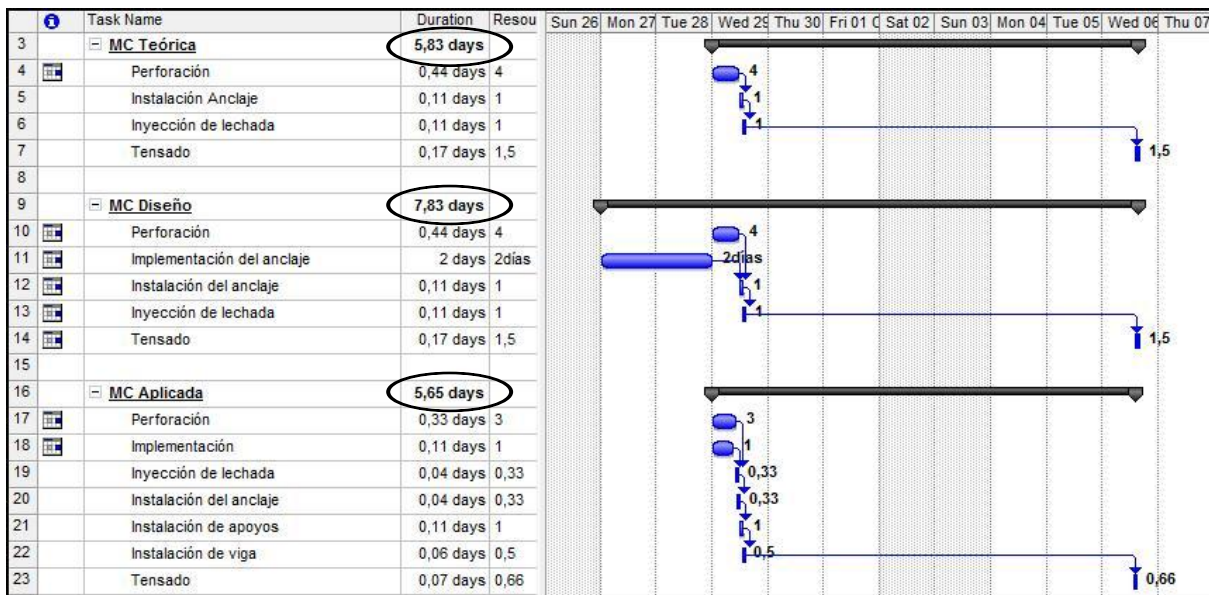 Task Name Duration Resou Sun 26 Mon 27 Tue 28 Wed 29 Thu 30 Fri 01 Sat 02 Sun 03 Mon 04 Tue 05 Wed 06 Thu 07
3 MC Teórica 5,83 days
4 Perforación 0,44 days 4 4
5 Instalación Anclaje 0,11 days 1 1
6 Inyección de lechada 0,11 days 1 1
7 Tensado 0,17 days 1,5 1,5
8
9 MC Diseño 7,83 days
10 Perforación 0,44 days 4 4
11 Implementación del anclaje 2 days 2días 2días
12 Instalación del anclaje 0,11 days 1 1
13 Inyección de lechada 0,11 days 1 1
14 Tensado 0,17 days 1,5 1,5
15
16 MC Aplicada 5,65 days
17 Perforación 0,33 days 3 3
18 Implementación 0,11 days 1 1
19 Inyección de lechada 0,04 days 0,33 0,33
20 Instalación del anclaje 0,04 days 0,33 0,33
21 Instalación de apoyos 0,11 days 1 1
22 Instalación de viga 0,06 days 0,5 0,5
23 Tensado 0,07 days 0,66 0,66